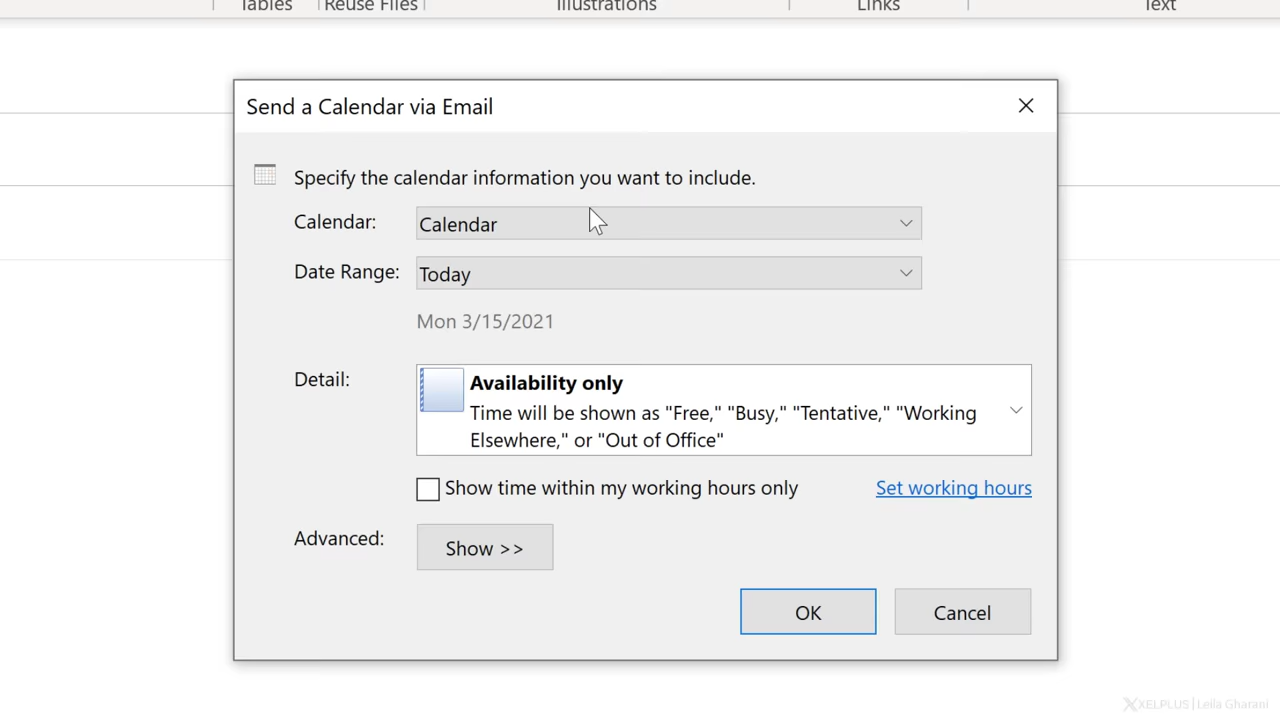 Tables Reuse Files Illustrations Links Text
Send a Calendar via Email
Specify the calendar information you want to include.
Calendar: Calendar
Date Range: Today
Mon 3/15/2021
Detail: Availability only
Time will be shown as "Free," "Busy," "Tentative," "Working
Elsewhere," or "Out of Office"
Show time within my working hours only Set working hours
Advanced: Show >>
OK Cancel
XELPLUS | Leila Gharani